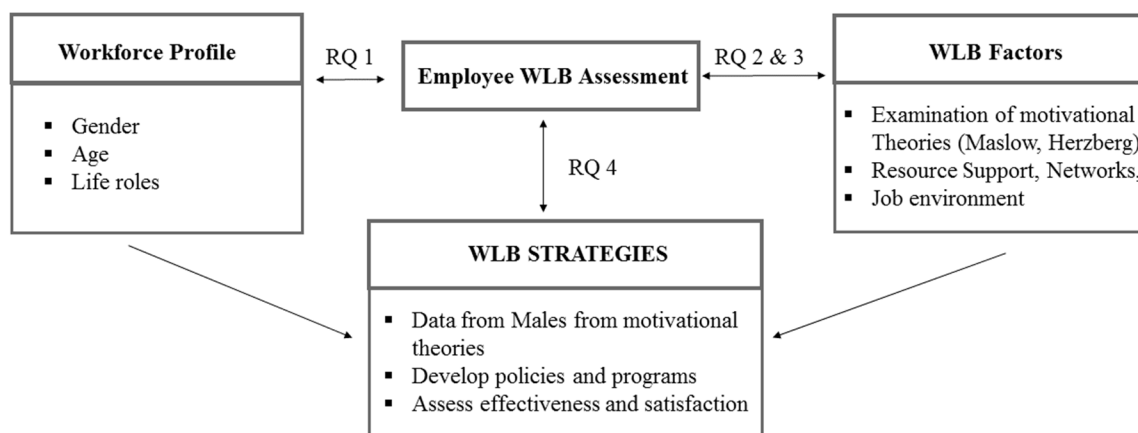 Workforce Profile
▪ Gender
▪ Age
▪ Life roles
RQ 1
Employee WLB Assessment
RQ 2 & 3
WLB Factors
▪ Examination of motivational
Theories (Maslow, Herzberg)
▪ Resource Support, Networks,
▪ Job environment
RQ 4
WLB STRATEGIES
▪ Data from Males from motivational
theories
▪ Develop policies and programs
▪ Assess effectiveness and satisfaction